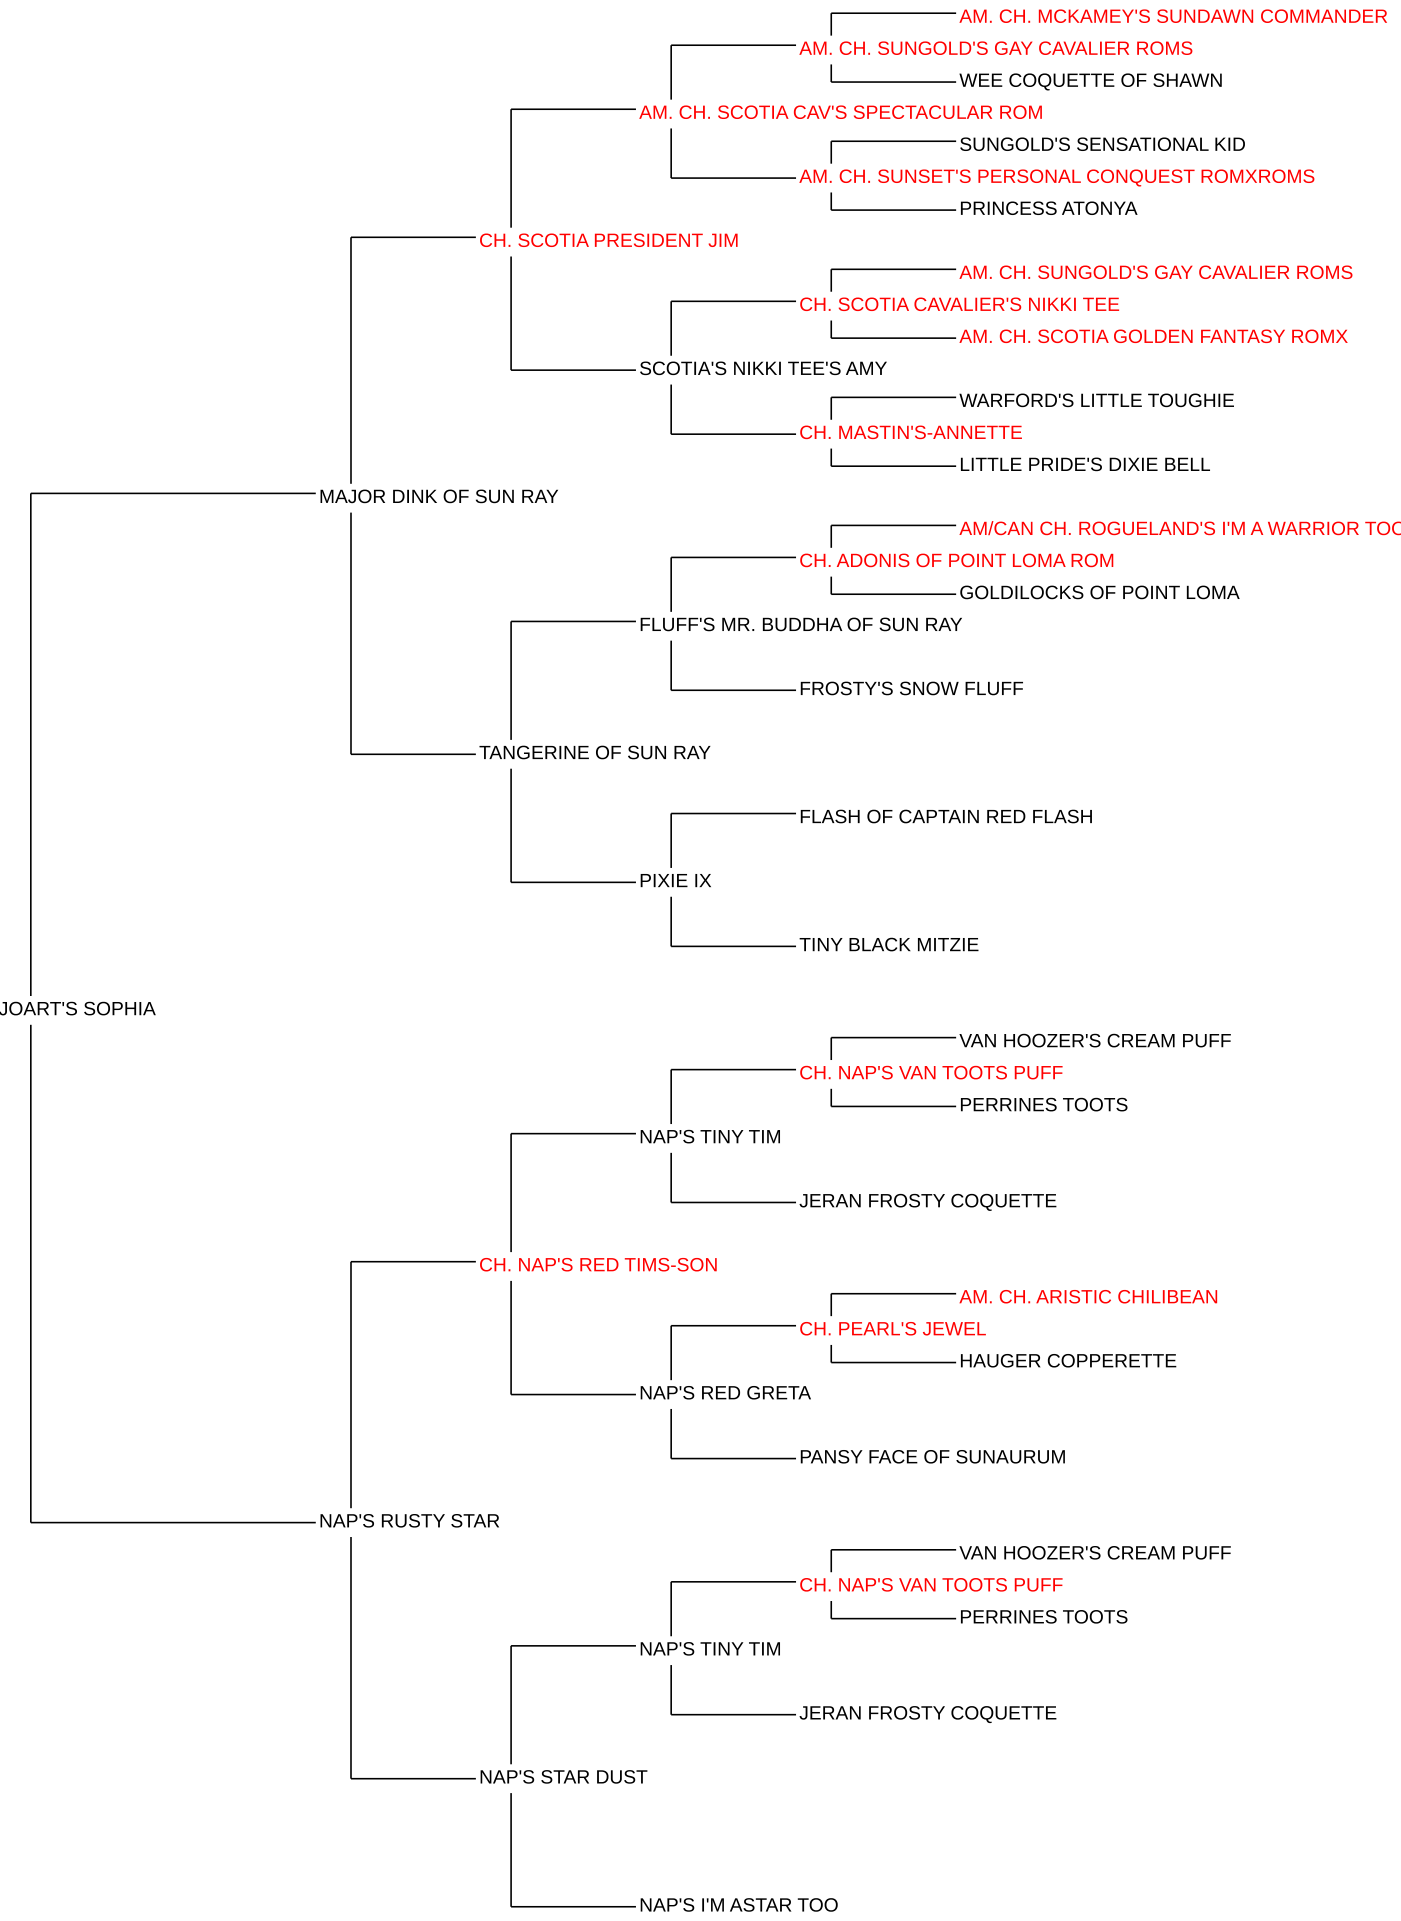 AM. CH. MCKAMEY'S SUNDAWN COMMANDER
AM. CH. SUNGOLD'S GAY CAVALIER ROMS
WEE COQUETTE OF SHAWN
AM. CH. SCOTIA CAV'S SPECTACULAR ROM
SUNGOLD'S SENSATIONAL KID
AM. CH. SUNSET'S PERSONAL CONQUEST ROMXROMS
PRINCESS ATONYA
CH. SCOTIA PRESIDENT JIM
AM. CH. SUNGOLD'S GAY CAVALIER ROMS
CH. SCOTIA CAVALIER'S NIKKI TEE
AM. CH. SCOTIA GOLDEN FANTASY ROMX
SCOTIA'S NIKKI TEE'S AMY
WARFORD'S LITTLE TOUGHIE
CH. MASTIN'S-ANNETTE
LITTLE PRIDE'S DIXIE BELL
MAJOR DINK OF SUN RAY
AM/CAN CH. ROGUELAND'S I'M A WARRIOR
CH. ADONIS OF POINT LOMA ROM
GOLDILOCKS OF POINT LOMA
FLUFF'S MR. BUDDHA OF SUN RAY
FROSTY'S SNOW FLUFF
TANGERINE OF SUN RAY
FLASH OF CAPTAIN RED FLASH
PIXIE IX
TINY BLACK MITZIE
JOART'S SOPHIA
VAN HOOZER'S CREAM PUFF
CH. NAP'S VAN TOOTS PUFF
PERRINES TOOTS
NAP'S TINY TIM
JERAN FROSTY COQUETTE
CH. NAP'S RED TIMS-SON
AM. CH. ARISTIC CHILIBEAN
CH. PEARL'S JEWEL
HAUGER COPPERETTE
NAP'S RED GRETA
PANSY FACE OF SUNAURUM
NAP'S RUSTY STAR
VAN HOOZER'S CREAM PUFF
CH. NAP'S VAN TOOTS PUFF
PERRINES TOOTS
NAP'S TINY TIM
JERAN FROSTY COQUETTE
NAP'S STAR DUST
NAP'S I'M ASTAR TOO